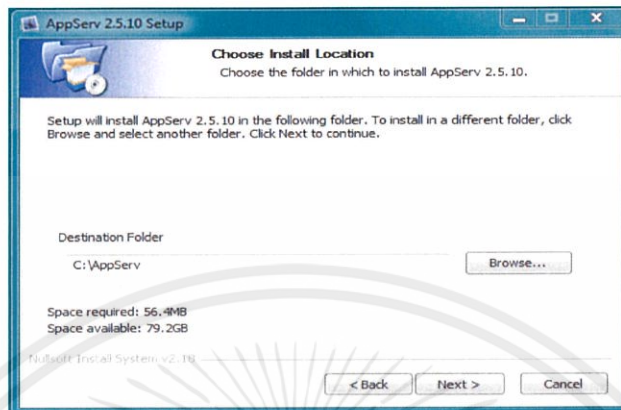 AppServ 2.5.10 Setup
Choose Install Location
Choose the folder in which to install AppServ 2.5.10.
Setup will install AppServ 2.5.10 in the following folder. To install in a different folder, click
Browse and select another folder. Click Next to continue.
Destination Folder
C:\AppServ
Browse...
Space required: 56.4MB
Space available: 79.2GB
Nullsoft Install System v2.18
< Back
Next >
Cancel